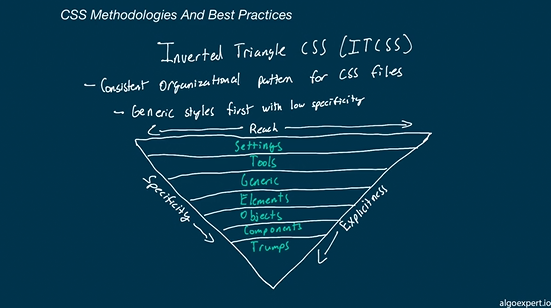 CSS Methodologies And Best Practices
Inverted Triangle CSS (ITCSS)
- Consistent organizational pattern for CSS files
- Generic styles first with low specificity
Reach
Settings
Tools
Generic
Elements
Objects
Components
Trumps
Specificity
Explicitness
algoexpert.io